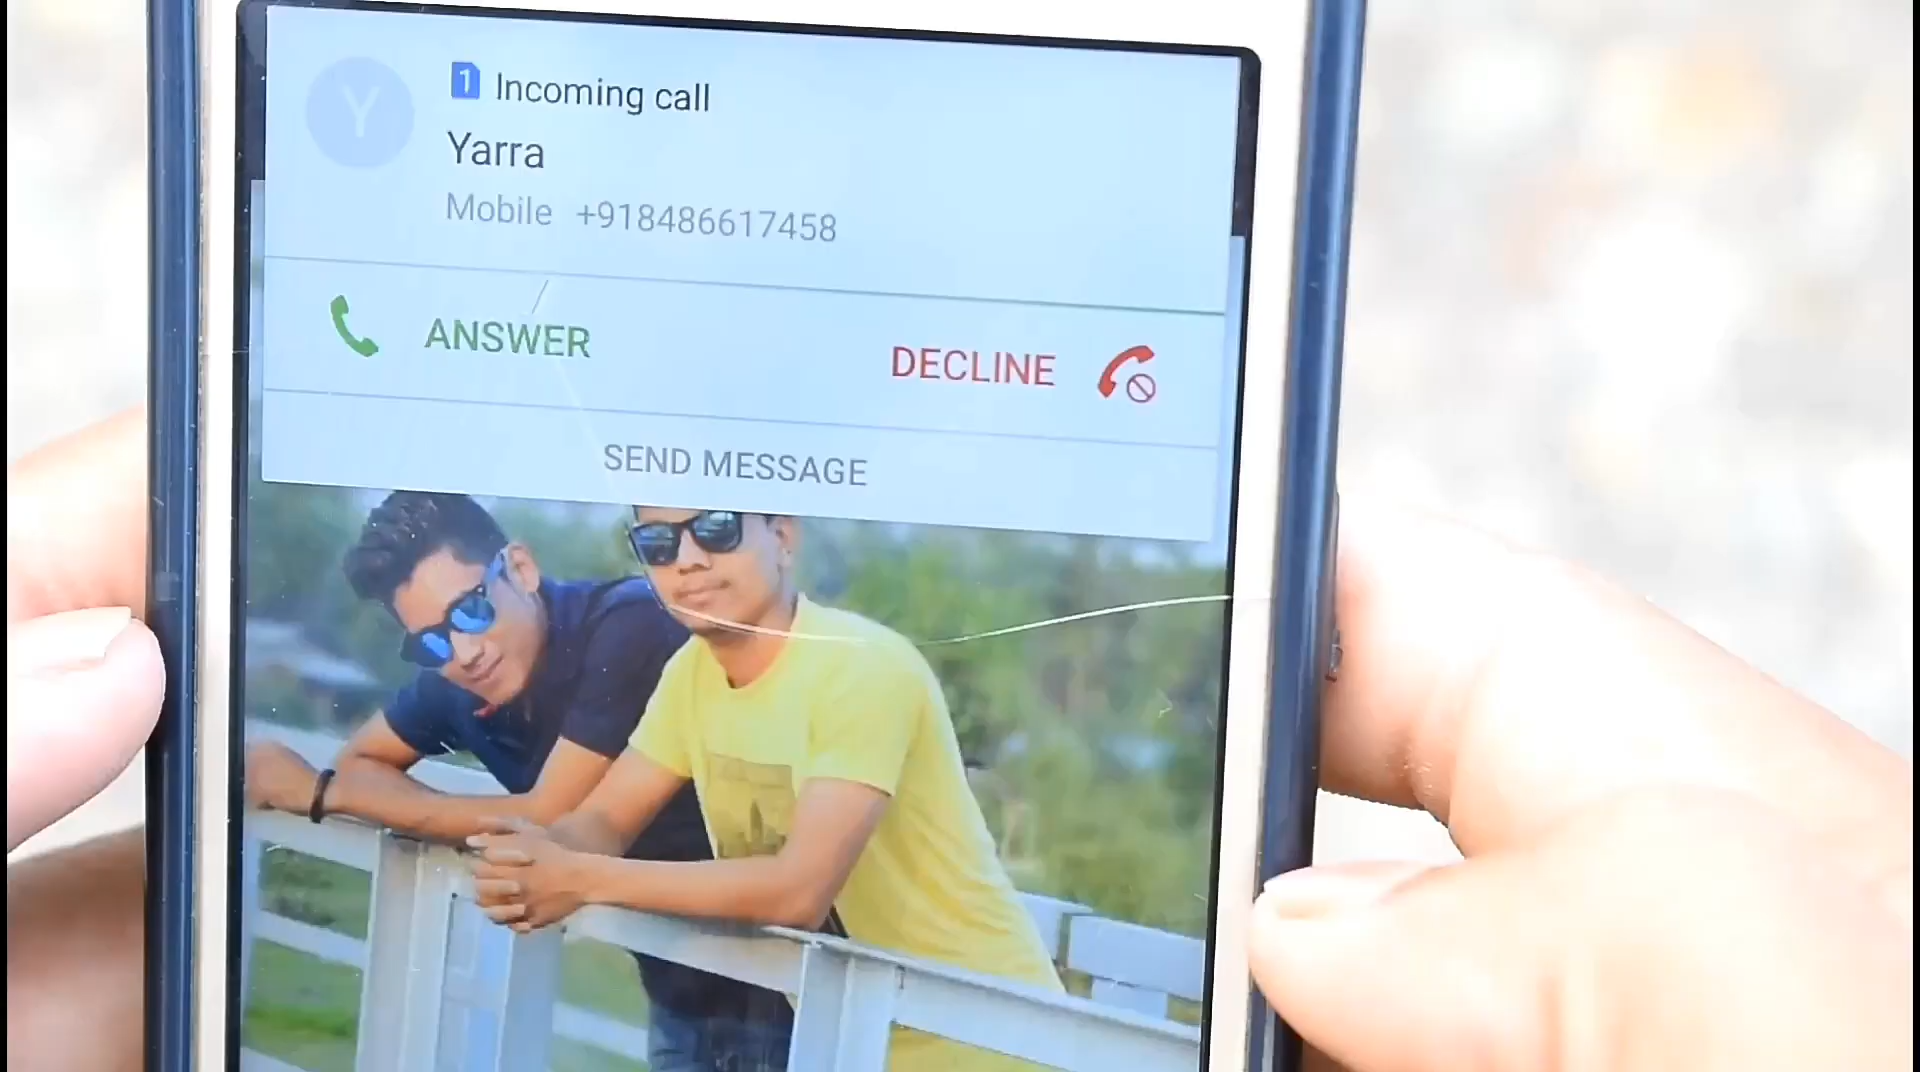 Y
1 Incoming call
Yarra
Mobile +918486617458
ANSWER
DECLINE
SEND MESSAGE